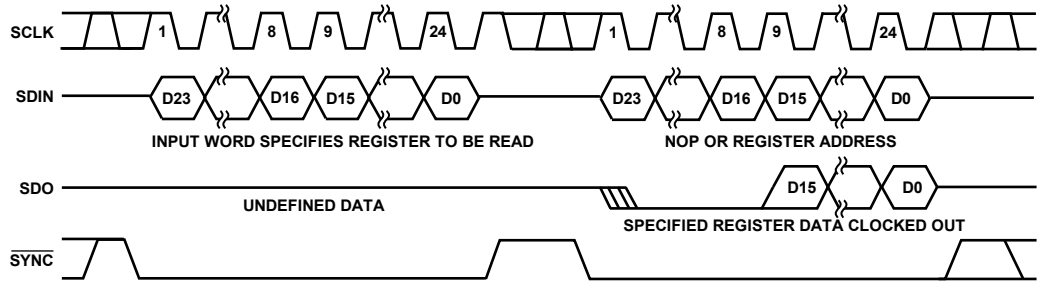 SCLK 1 8 9 24 1 8 9 24
SDIN D23 D16 D15 D0 D23 D16 D15 D0
INPUT WORD SPECIFIES REGISTER TO BE READ NOP OR REGISTER ADDRESS
SDO D15 D0
UNDEFINED DATA
SPECIFIED REGISTER DATA CLOCKED OUT
SYNC